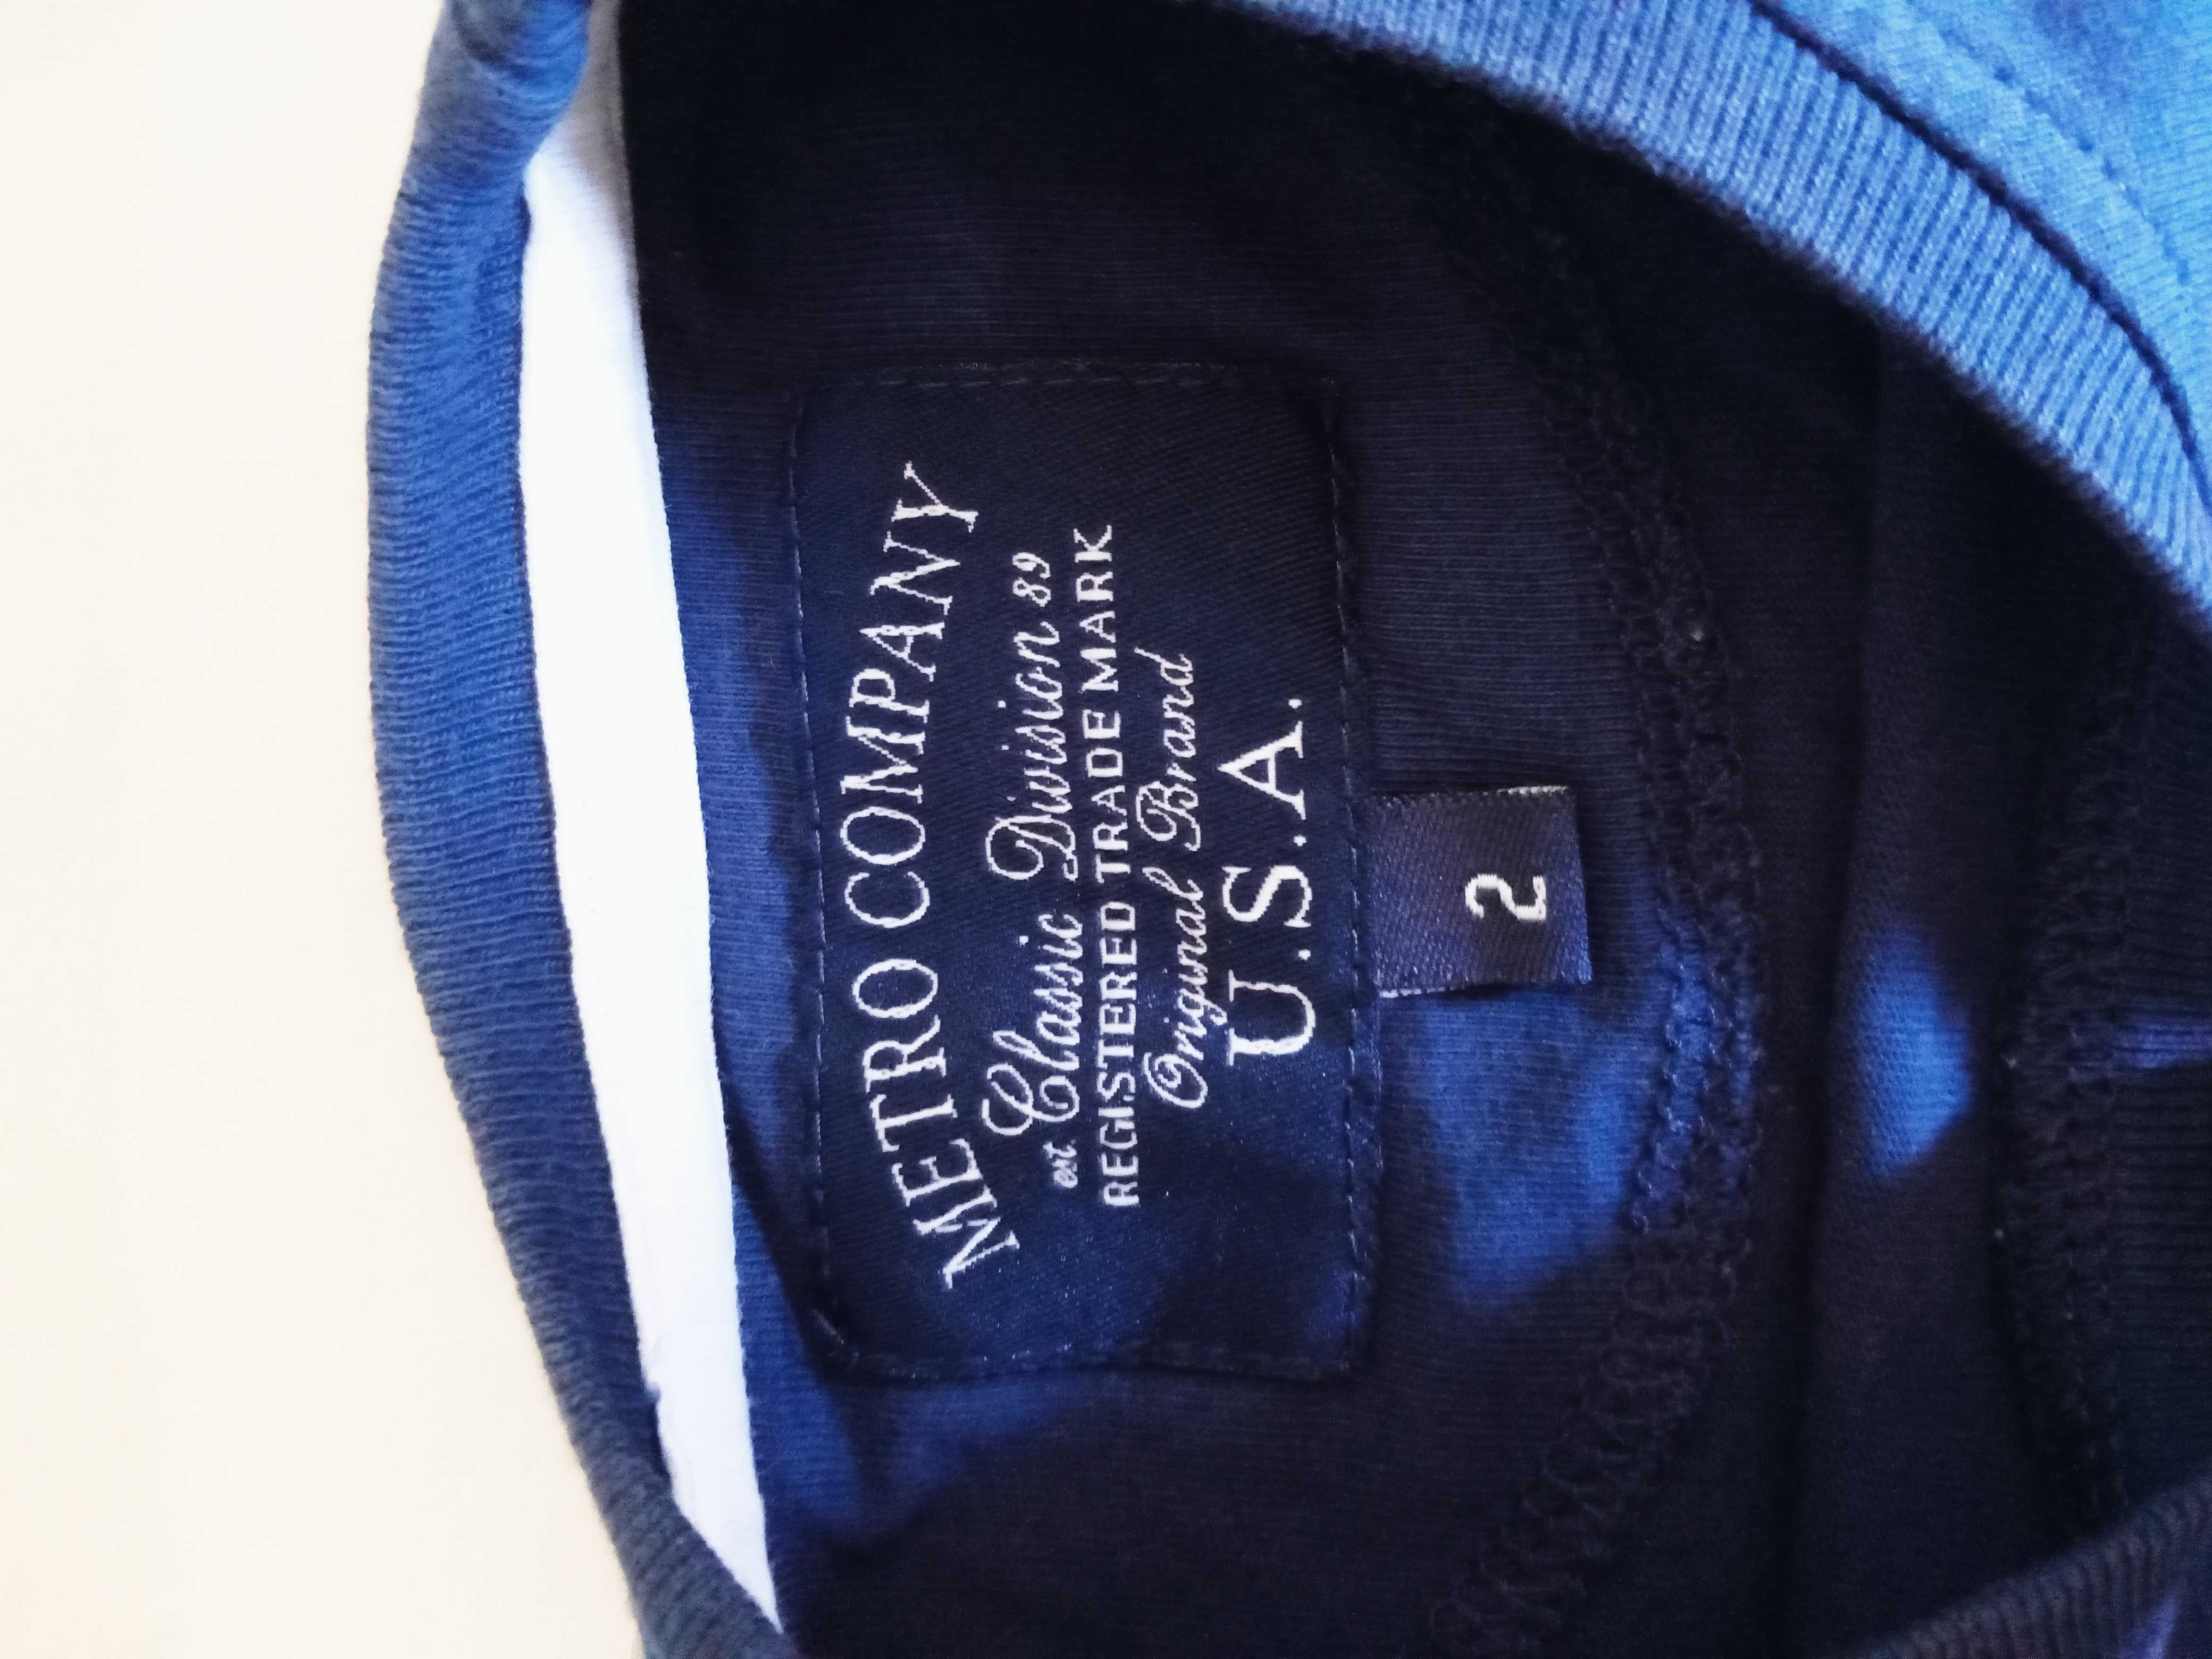 METRO COMPANY
est. Classic Division 89
REGISTERED TRADE MARK
Original Brand
U.S.A.
2